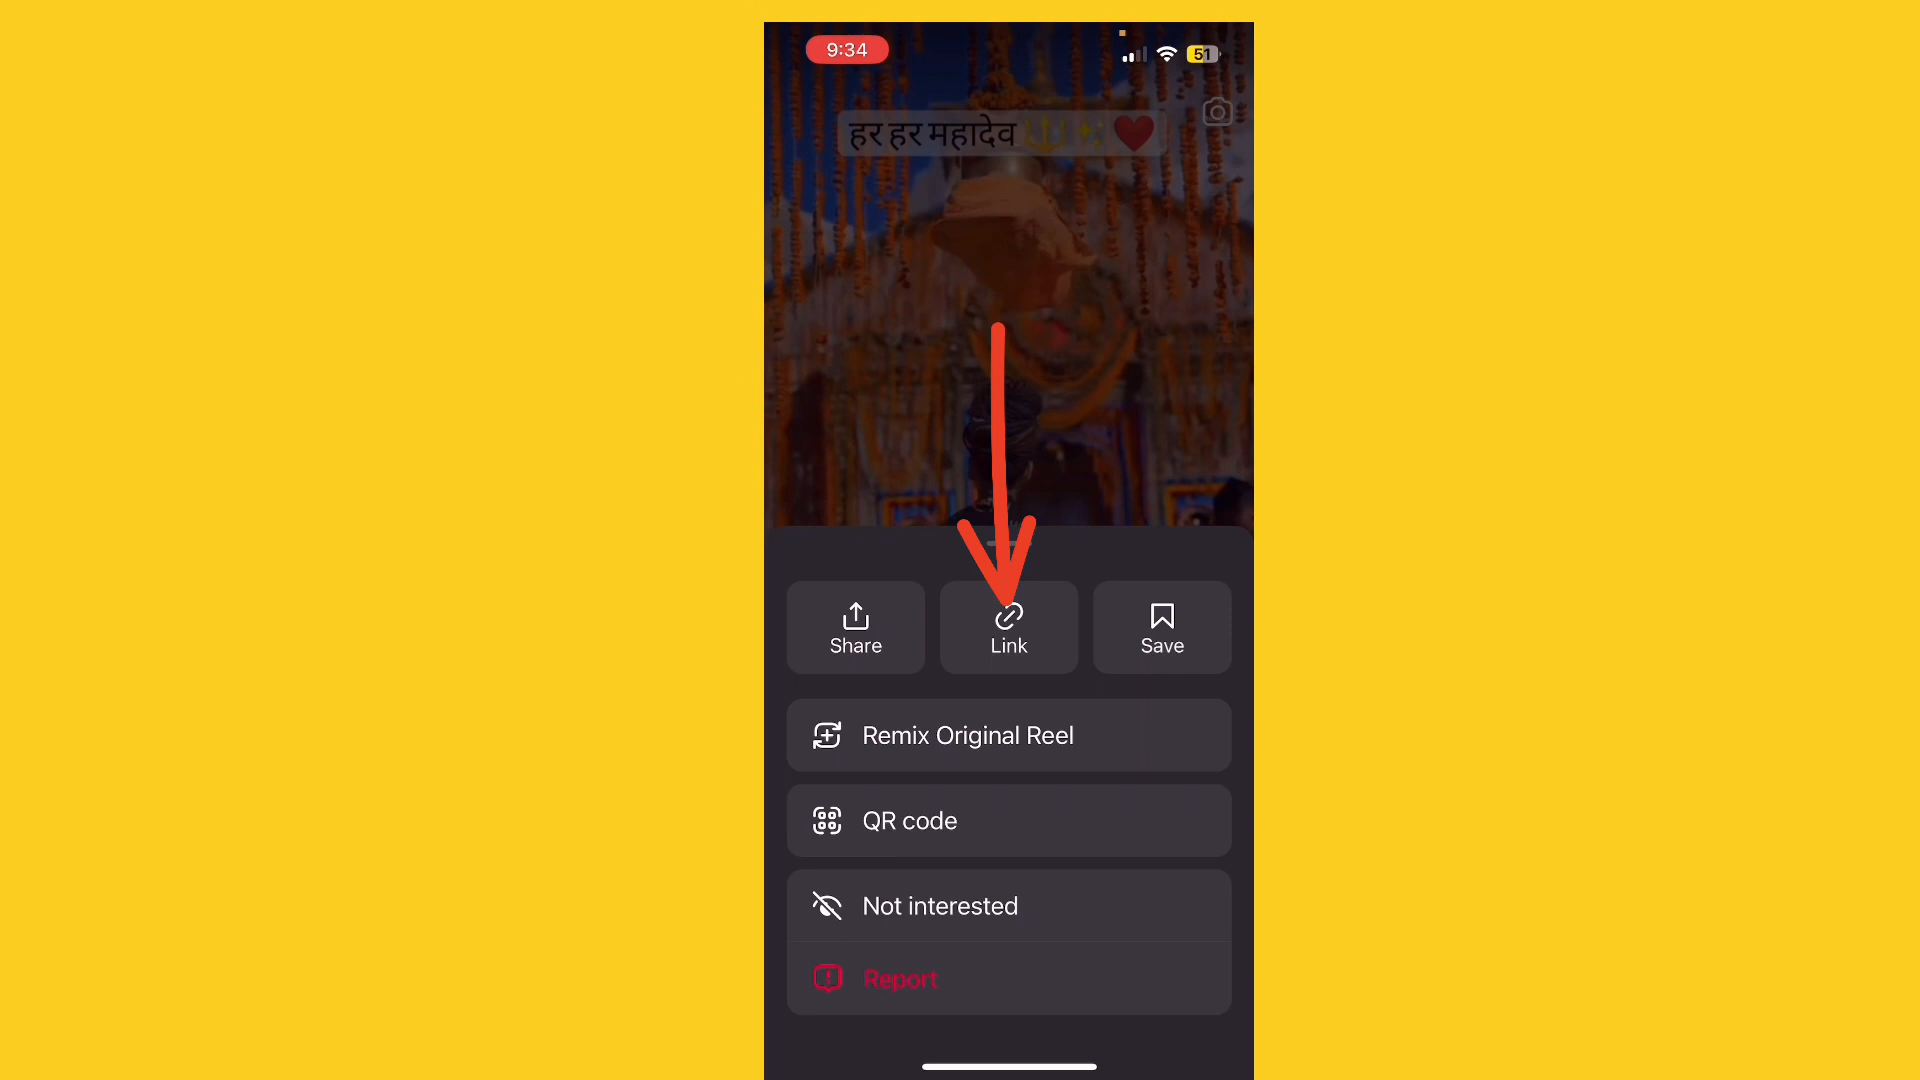 9:34
51
हर हर महादेव 🔱✨❤️
Share
Link
Save
Remix Original Reel
QR code
Not interested
Report